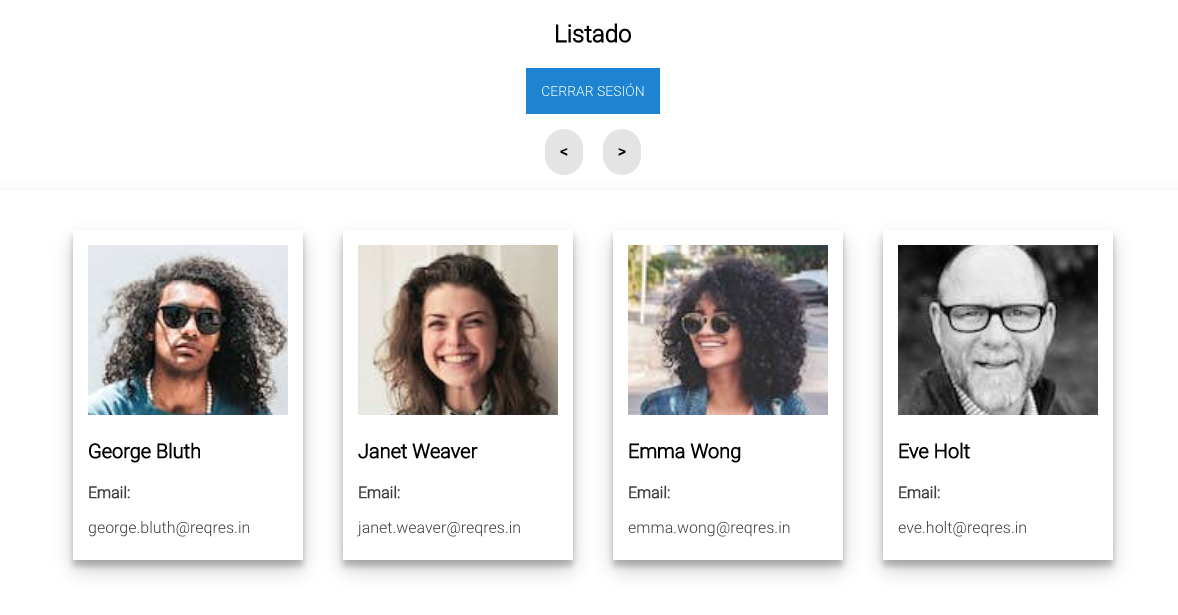 Listado
CERRAR SESIÓN
< >
George Bluth
Email:
george.bluth@reqres.in
Janet Weaver
Email:
janet.weaver@reqres.in
Emma Wong
Email:
emma.wong@reqres.in
Eve Holt
Email:
eve.holt@reqres.in